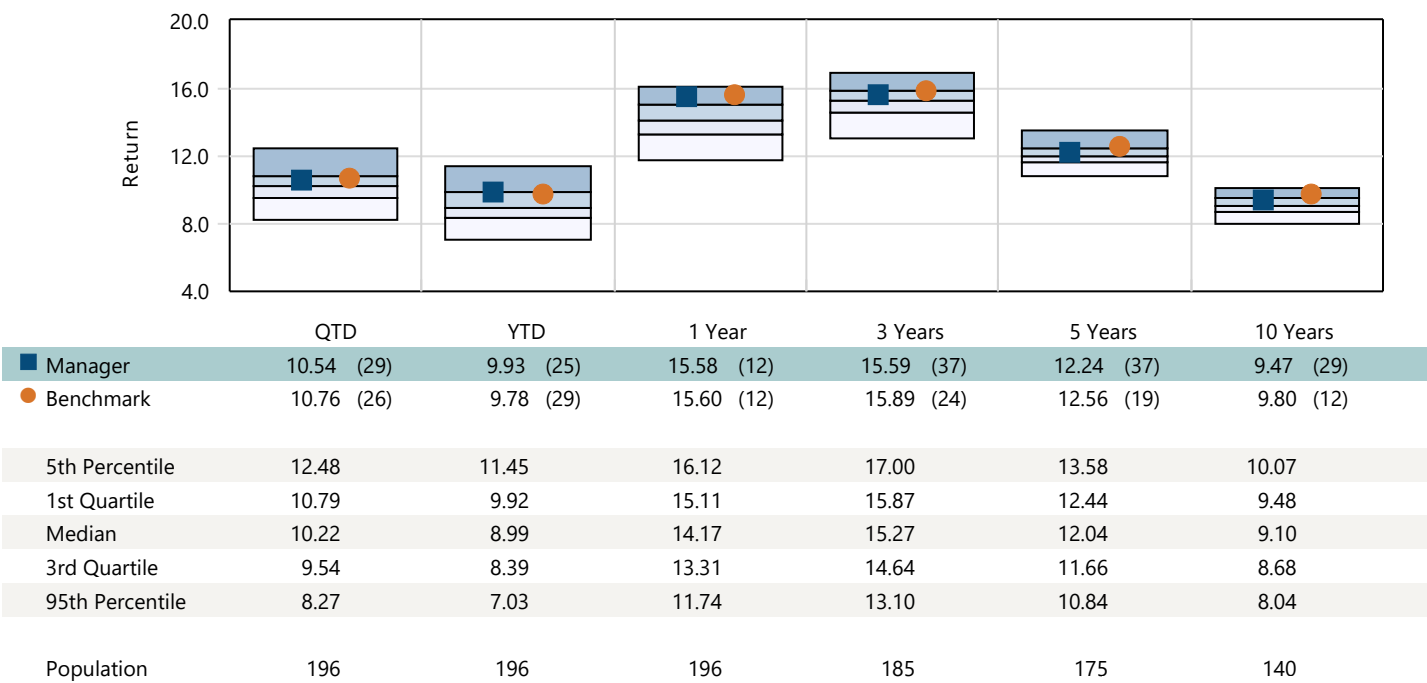 20.0
16.0
12.0
8.0
4.0
Return
QTD YTD 1 Year 3 Years 5 Years 10 Years
Manager 10.54 (29) 9.93 (25) 15.58 (12) 15.59 (37) 12.24 (37) 9.47 (29)
Benchmark 10.76 (26) 9.78 (29) 15.60 (12) 15.89 (24) 12.56 (19) 9.80 (12)
5th Percentile 12.48 11.45 16.12 17.00 13.58 10.07
1st Quartile 10.79 9.92 15.11 15.87 12.44 9.48
Median 10.22 8.99 14.17 15.27 12.04 9.10
3rd Quartile 9.54 8.39 13.31 14.64 11.66 8.68
95th Percentile 8.27 7.03 11.74 13.10 10.84 8.04
Population 196 196 196 185 175 140